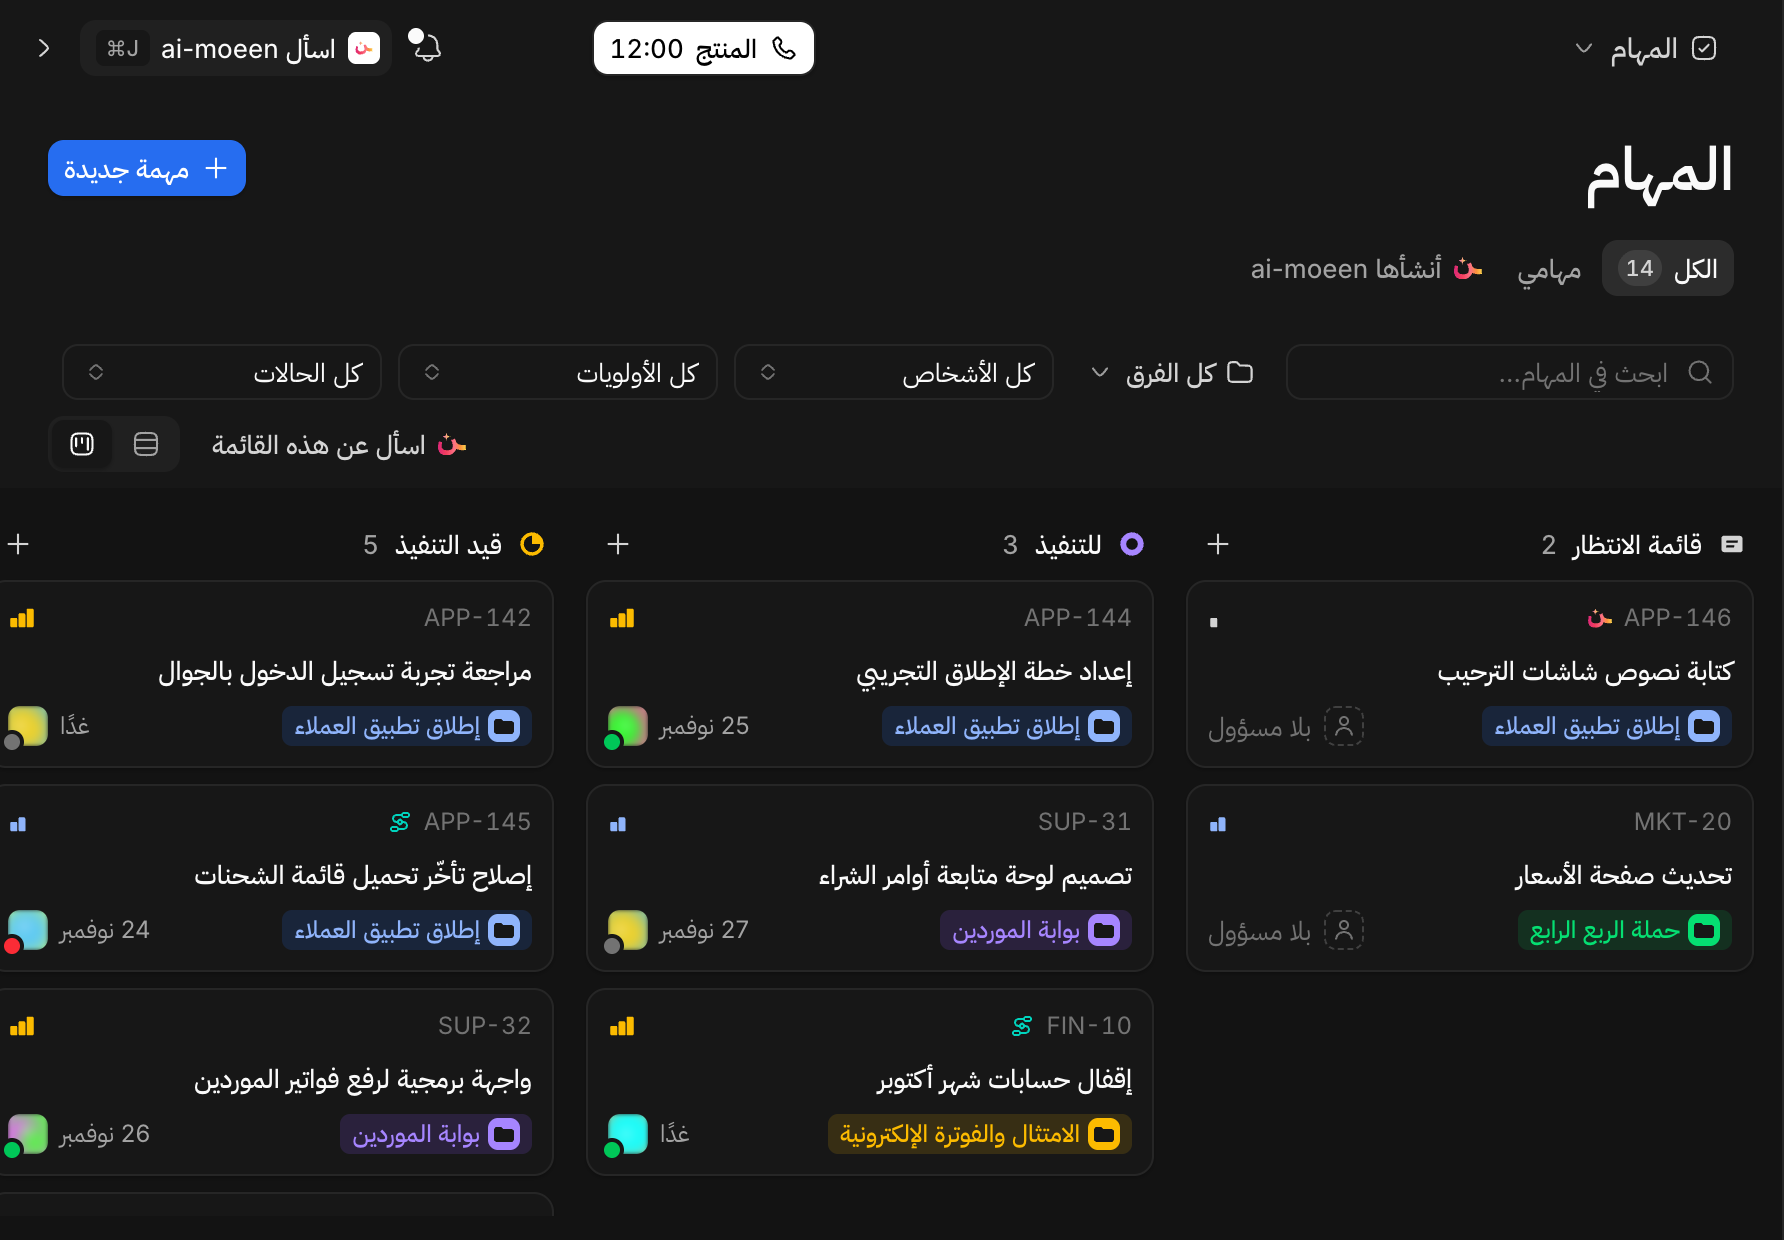 المهام
المنتج 12:00
اسأل ai-moeen ⌘J
المهام
مهمة جديدة
الكل 14
مهامي
أنشأها ai-moeen
ابحث في المهام...
كل الفرق
كل الأشخاص
كل الأولويات
كل الحالات
اسأل عن هذه القائمة
قائمة الانتظار 2
APP-146
كتابة نصوص شاشات الترحيب
إطلاق تطبيق العملاء
بلا مسؤول
MKT-20
تحديث صفحة الأسعار
حملة الربع الرابع
بلا مسؤول
للتنفيذ 3
APP-144
إعداد خطة الإطلاق التجريبي
إطلاق تطبيق العملاء
25 نوفمبر
SUP-31
تصميم لوحة متابعة أوامر الشراء
بوابة الموردين
27 نوفمبر
FIN-10
إقفال حسابات شهر أكتوبر
الامتثال والفوترة الإلكترونية
غدًا
قيد التنفيذ 5
APP-142
مراجعة تجربة تسجيل الدخول بالجوال
إطلاق تطبيق العملاء
غدًا
APP-145
إصلاح تأخّر تحميل قائمة الشحنات
إطلاق تطبيق العملاء
24 نوفمبر
SUP-32
واجهة برمجية لرفع فواتير الموردين
بوابة الموردين
26 نوفمبر